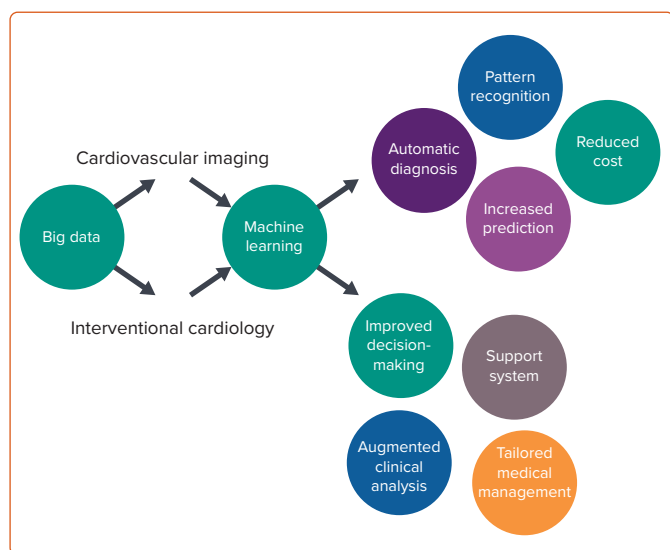 Pattern
recognition
Reduced
cost
Automatic
diagnosis
Increased
prediction
Cardiovascular imaging
Big data
Machine
learning
Interventional cardiology
Improved
decision-
making
Support
system
Augmented
clinical
analysis
Tailored
medical
management